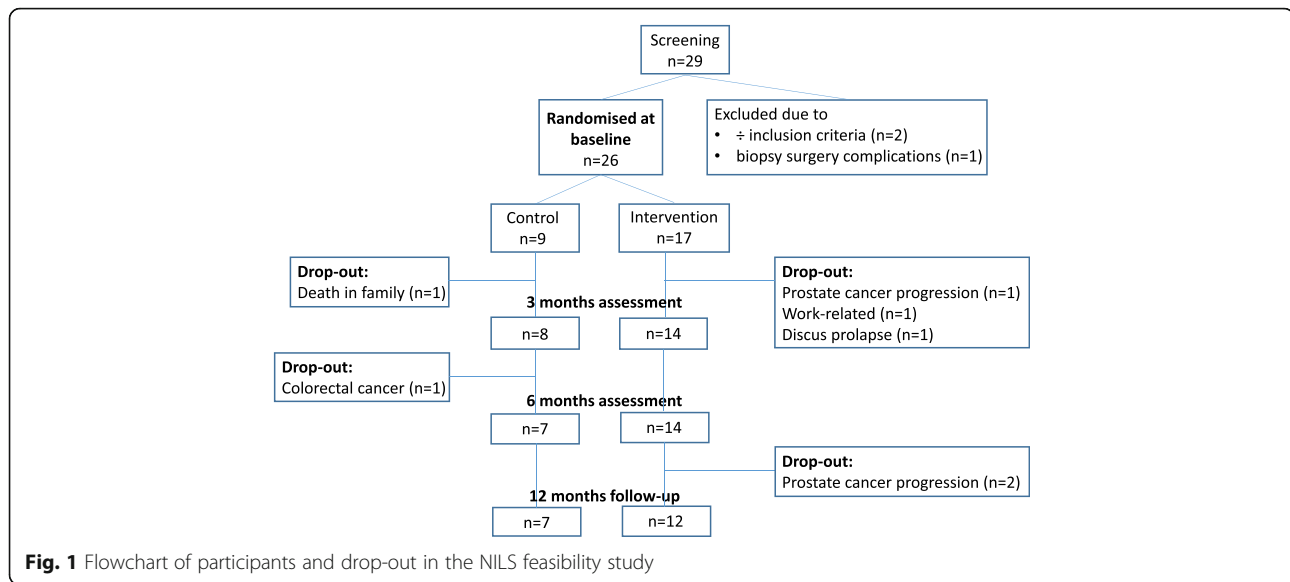 Screening
n=29
Randomised at
baseline
n=26
Excluded due to
• ÷ inclusion criteria (n=2)
• biopsy surgery complications (n=1)
Control
n=9
Intervention
n=17
Drop-out:
Death in family (n=1)
Drop-out:
Prostate cancer progression (n=1)
Work-related (n=1)
Discus prolapse (n=1)
3 months assessment
n=8
n=14
Drop-out:
Colorectal cancer (n=1)
6 months assessment
n=7
n=14
Drop-out:
Prostate cancer progression (n=2)
12 months follow-up
n=7
n=12
Fig. 1 Flowchart of participants and drop-out in the NILS feasibility study